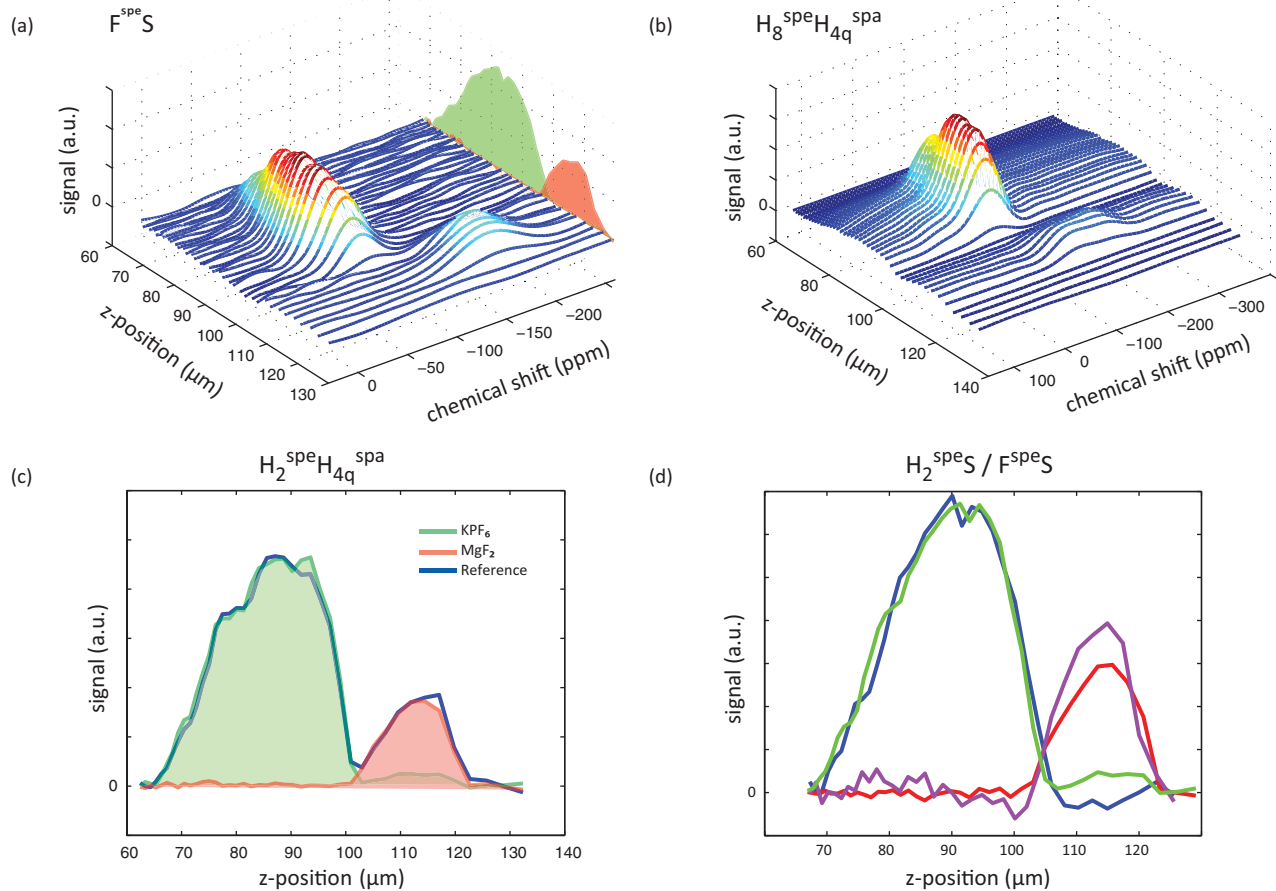 (a)
F^spe S
signal (a.u.)
0
60
70
80
90
100
110
120
130
z-position (μm)
0
−50
−100
−150
−200
chemical shift (ppm)
(b)
H_8^spe H_4q^spa
signal (a.u.)
0
60
80
100
120
140
z-position (μm)
100
0
−100
−200
−300
chemical shift (ppm)
(c)
H_2^spe H_4q^spa
KPF₆
MgF₂
Reference
signal (a.u.)
0
60 70 80 90 100 110 120 130 140
z-position (μm)
(d)
H_2^spe S / F^spe S
signal (a.u.)
0
70 80 90 100 110 120
z-position (μm)